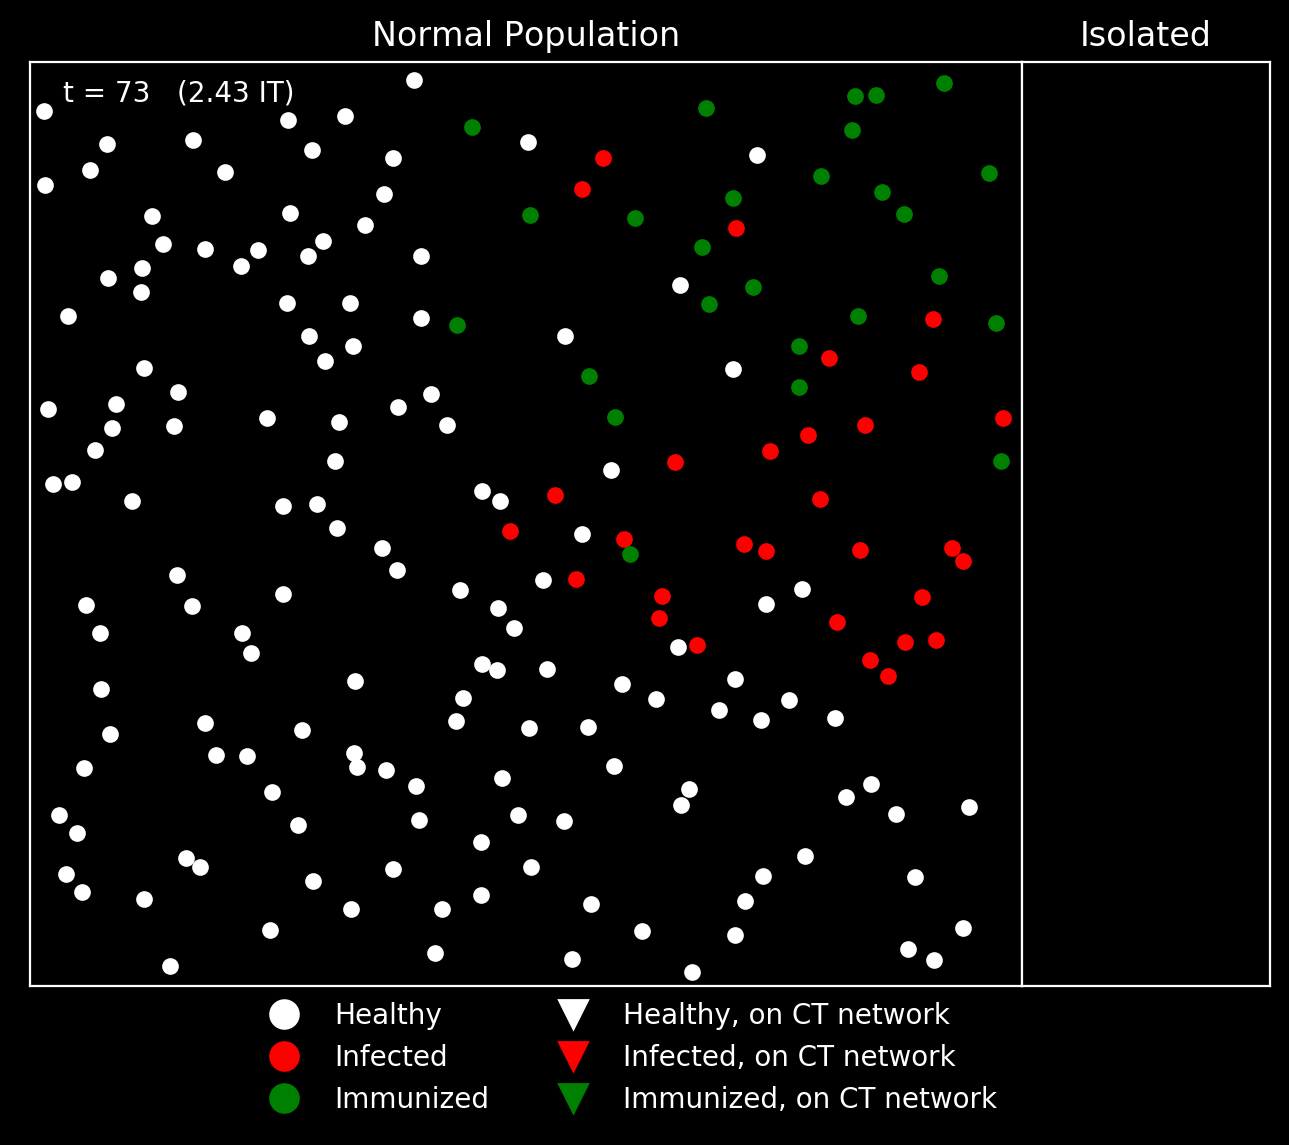 Normal Population
Isolated
t = 73   (2.43 IT)
Healthy
Infected
Immunized
Healthy, on CT network
Infected, on CT network
Immunized, on CT network